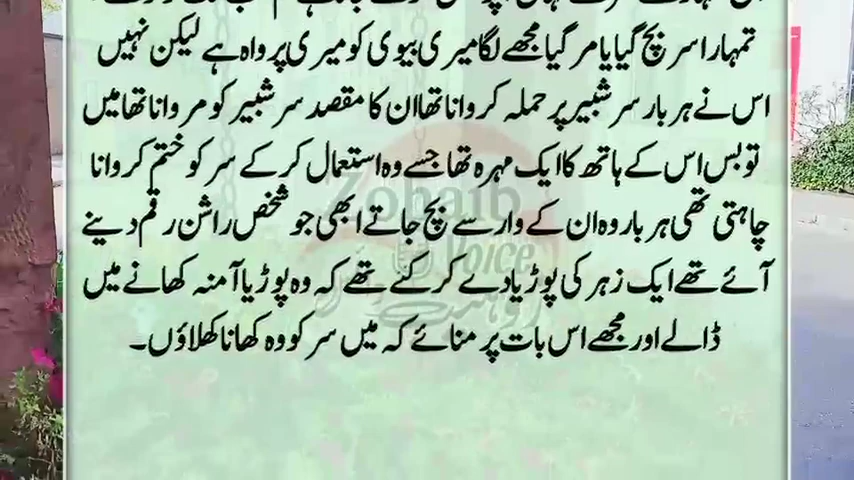 تمہارا سر بچ گیا یا مر گیا مجھے لگا میری بیوی کو میری پرواہ ہے لیکن نہیں
اس نے ہر بار سر شبیر پر حملہ کروانا تھا ان کا مقصد سر شبیر کو مروانا تھا میں
تو بس اس کے ہاتھ کا ایک مہرہ تھا جسے وہ استعمال کر کے سر کو ختم کروانا
چاہتی تھی ہر بار وہ ان کے وار سے بچ جاتے ابھی جو شخص راشن رقم دینے
آئے تھے ایک زہر کی پوڑیا دے کر گئے تھے کہ وہ پوڑیا آمنہ کھانے میں
ڈالے اور مجھے اس بات پر منائے کہ میں سر کو وہ کھانا کھلاؤں۔
Zohaib
Voice